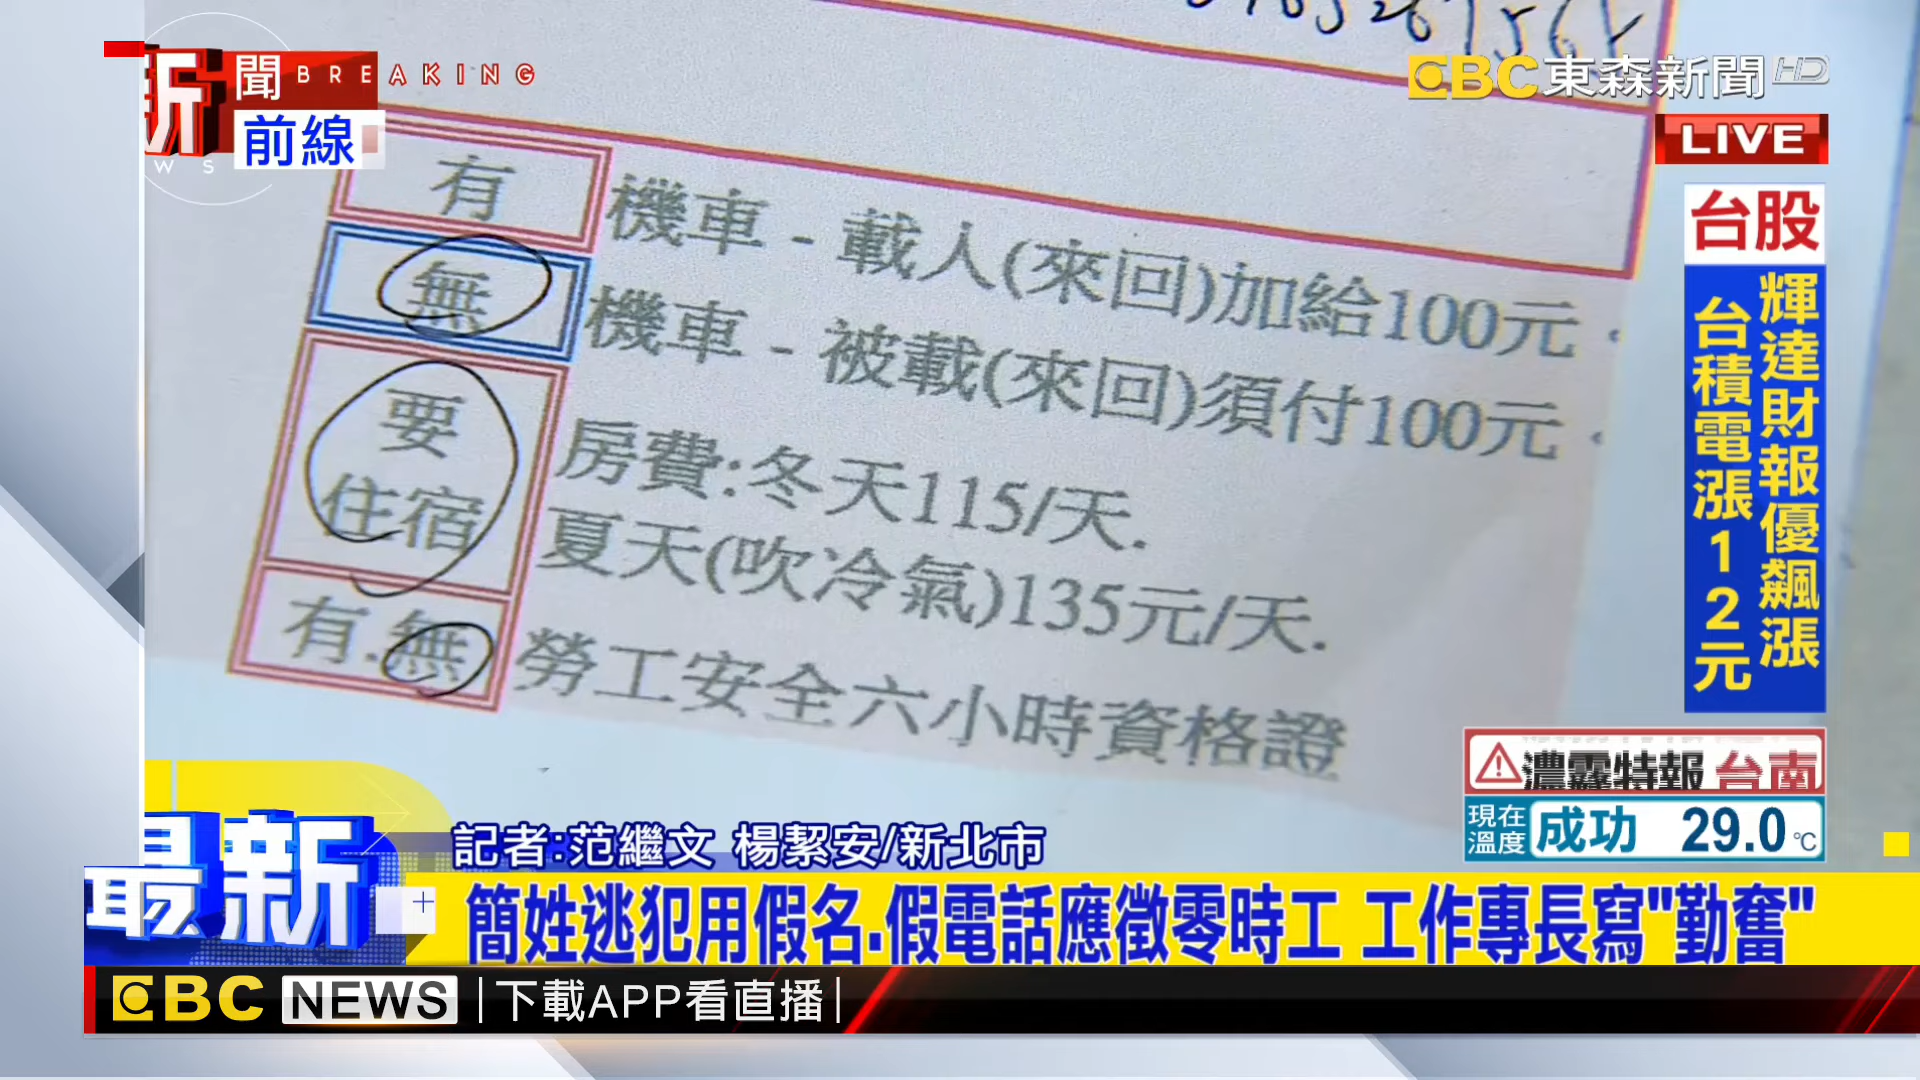 新聞 BREAKING
前線
NEWS
EBC東森新聞HD
LIVE
台股
輝達財報優飆漲
台積電漲12元
有 機車 - 載人(來回)加給100元
無 機車 - 被載(來回)須付100元
要住宿 房費:冬天115/天.
夏天(吹冷氣)135元/天.
有.無 勞工安全六小時資格證
濃霧特報 台南
現在溫度 成功 29.0℃
記者:范繼文 楊絜安/新北市
最新
簡姓逃犯用假名.假電話應徵零時工 工作專長寫"勤奮"
EBC NEWS|下載APP看直播|